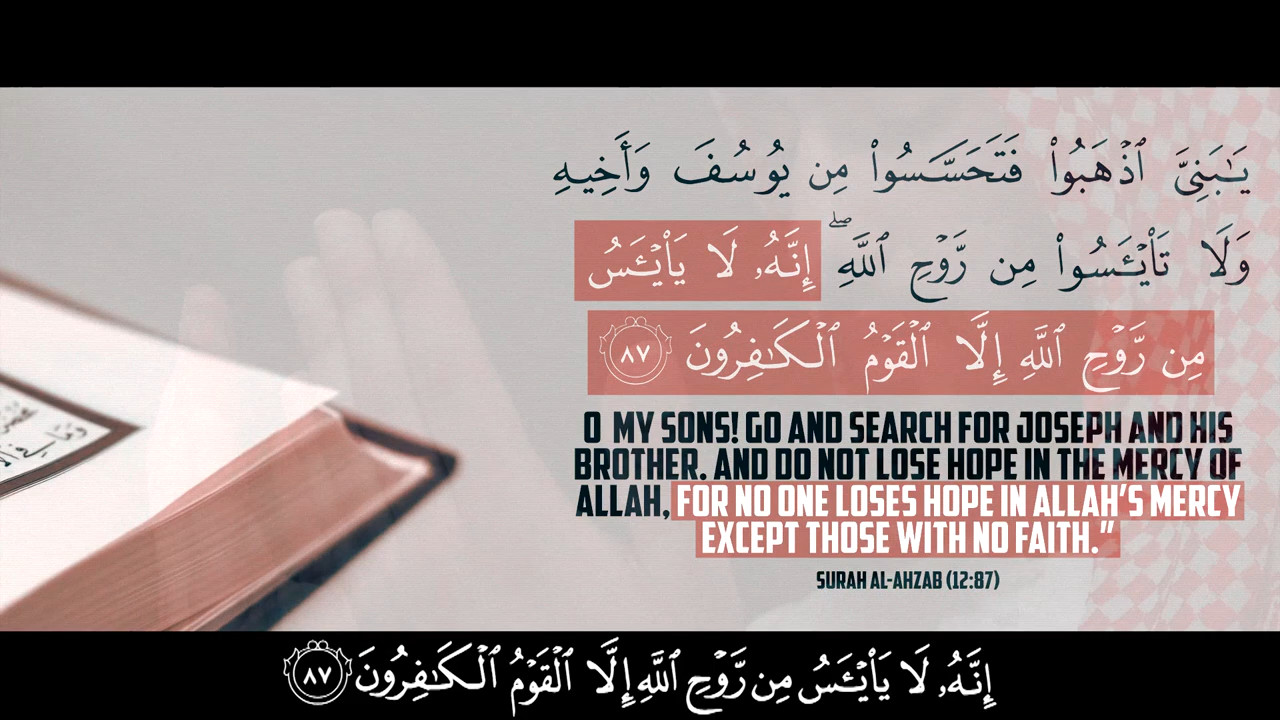 يَـٰبَنِىَّ ٱذْهَبُوا۟ فَتَحَسَّسُوا۟ مِن يُوسُفَ وَأَخِيهِ
وَلَا تَا۟يْـَٔسُوا۟ مِن رَّوْحِ ٱللَّهِ ۖ إِنَّهُۥ لَا يَا۟يْـَٔسُ
مِن رَّوْحِ ٱللَّهِ إِلَّا ٱلْقَوْمُ ٱلْكَـٰفِرُونَ ٨٧
O MY SONS! GO AND SEARCH FOR JOSEPH AND HIS
BROTHER. AND DO NOT LOSE HOPE IN THE MERCY OF
ALLAH, FOR NO ONE LOSES HOPE IN ALLAH'S MERCY
EXCEPT THOSE WITH NO FAITH.”
SURAH AL-AHZAB (12:87)
إِنَّهُۥ لَا يَا۟يْـَٔسُ مِن رَّوْحِ ٱللَّهِ إِلَّا ٱلْقَوْمُ ٱلْكَـٰفِرُونَ ٨٧